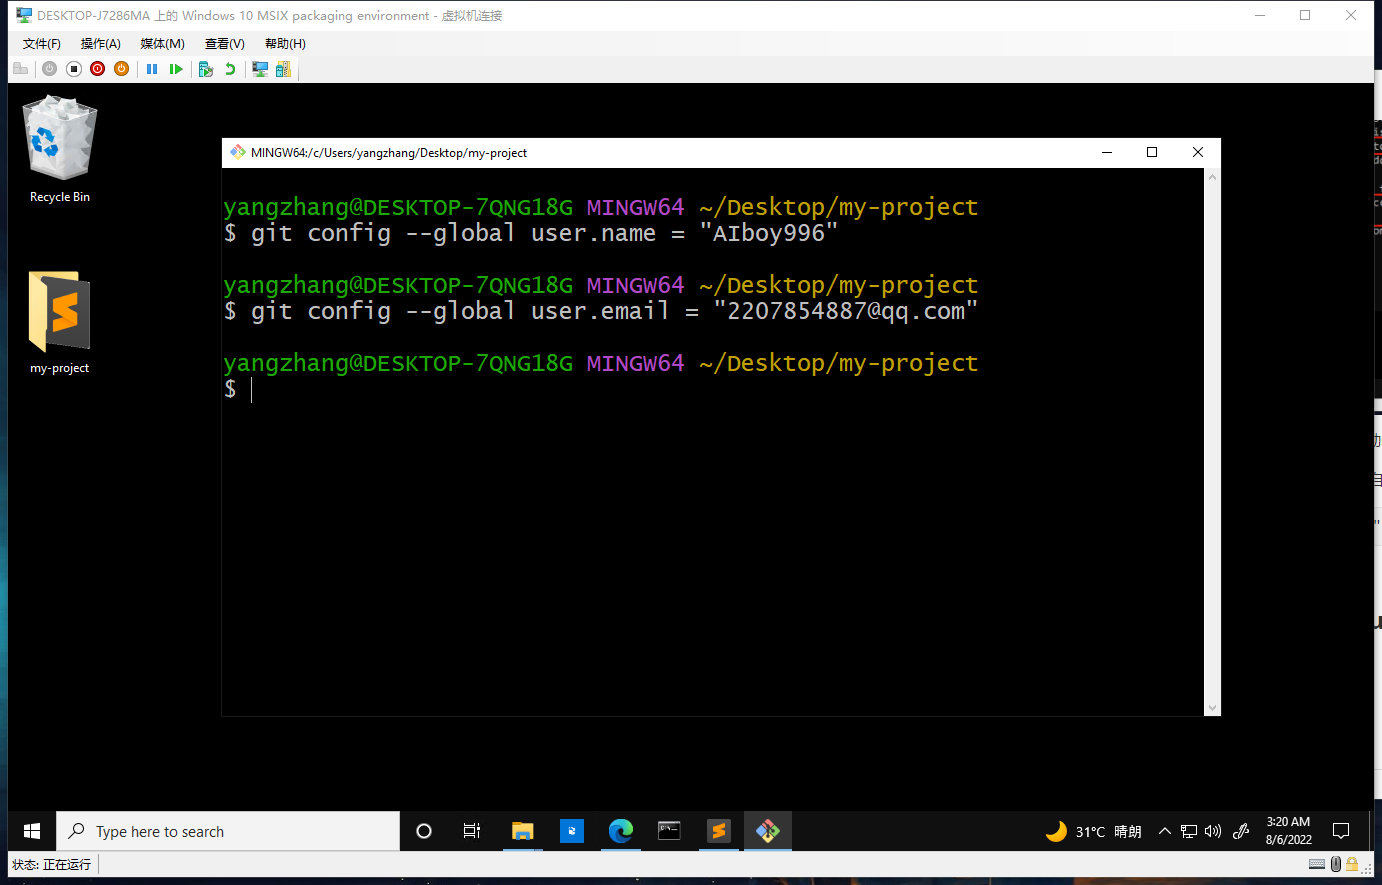 DESKTOP-J7286MA 上的 Windows 10 MSIX packaging environment - 虚拟机连接
文件(F) 操作(A) 媒体(M) 查看(V) 帮助(H)
Recycle Bin
my-project
MINGW64:/c/Users/yangzhang/Desktop/my-project
yangzhang@DESKTOP-7QNG18G MINGW64 ~/Desktop/my-project
$ git config --global user.name = "AIboy996"
yangzhang@DESKTOP-7QNG18G MINGW64 ~/Desktop/my-project
$ git config --global user.email = "2207854887@qq.com"
yangzhang@DESKTOP-7QNG18G MINGW64 ~/Desktop/my-project
$
Type here to search
31°C 晴朗
3:20 AM
8/6/2022
状态: 正在运行